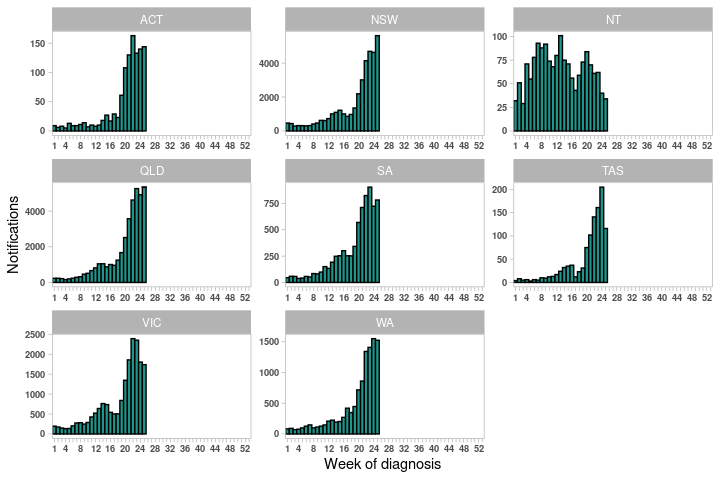 ACT NSW NT
150 100 50 0
4000 2000 0
100 75 50 25 0
1 4 8 12 16 20 24 28 32 36 40 44 48 52
1 4 8 12 16 20 24 28 32 36 40 44 48 52
1 4 8 12 16 20 24 28 32 36 40 44 48 52
QLD SA TAS
4000 2000 0
750 500 250 0
200 150 100 50 0
1 4 8 12 16 20 24 28 32 36 40 44 48 52
1 4 8 12 16 20 24 28 32 36 40 44 48 52
1 4 8 12 16 20 24 28 32 36 40 44 48 52
Notifications
VIC WA
2500 2000 1500 1000 500 0
1500 1000 500 0
1 4 8 12 16 20 24 28 32 36 40 44 48 52
1 4 8 12 16 20 24 28 32 36 40 44 48 52
Week of diagnosis